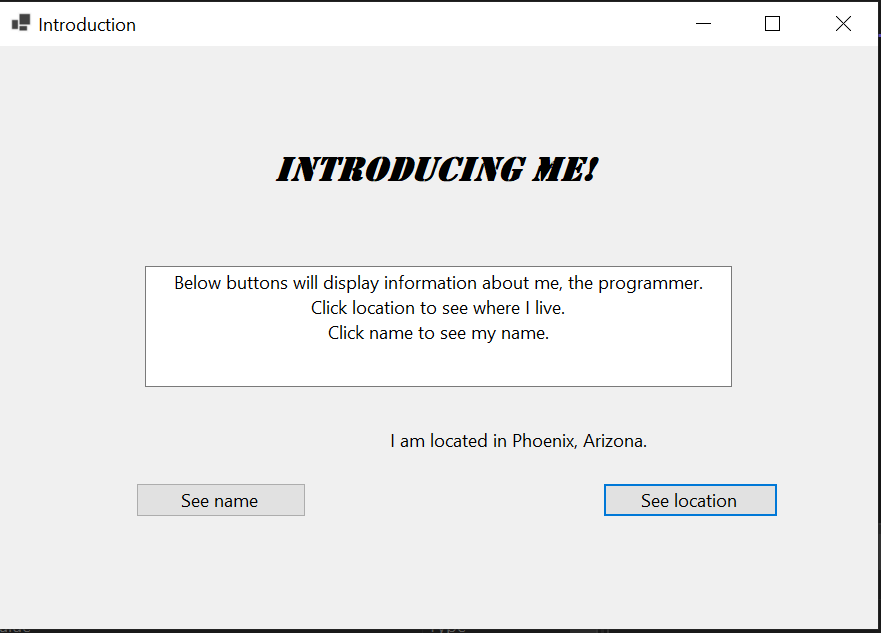 Introduction
INTRODUCING ME!
Below buttons will display information about me, the programmer.
Click location to see where I live.
Click name to see my name.
I am located in Phoenix, Arizona.
See name
See location